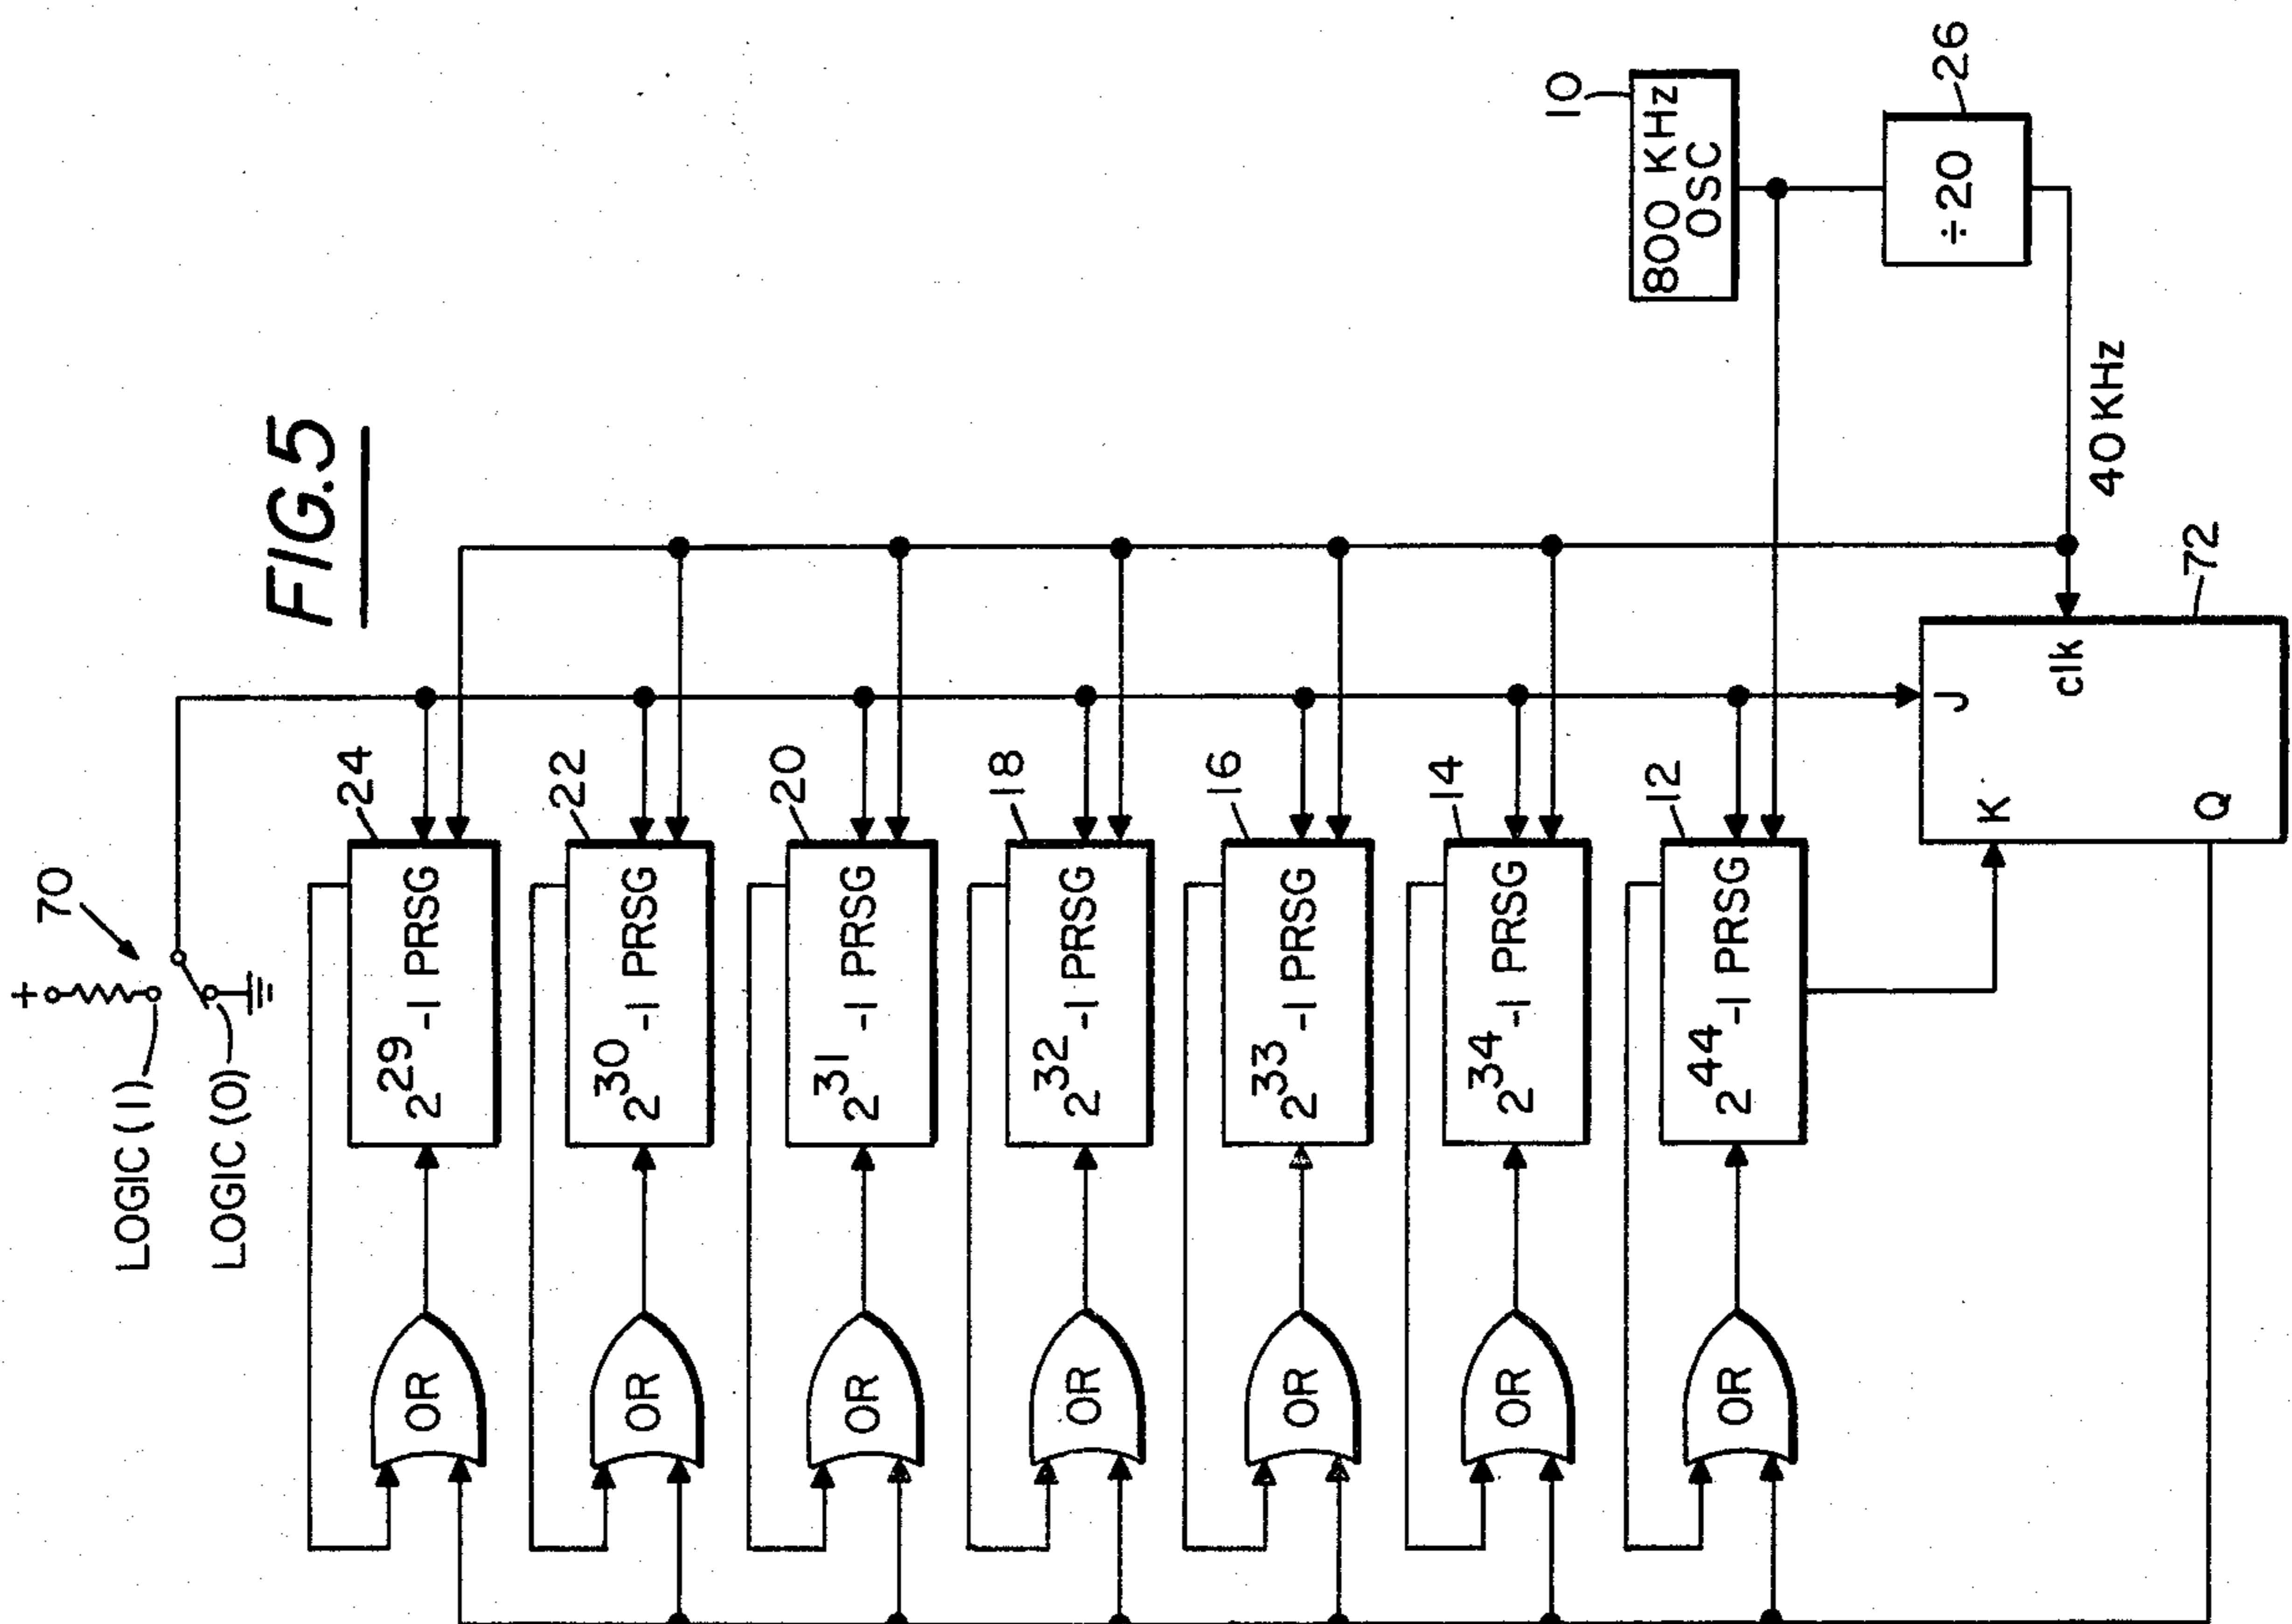 FIG.5
70
+
LOGIC (1)
LOGIC (0)
24
2^29 -1 PRSG
OR
22
2^30 -1 PRSG
OR
20
2^31 -1 PRSG
OR
18
2^32 -1 PRSG
OR
16
2^33 -1 PRSG
OR
14
2^34 -1 PRSG
OR
12
2^44 -1 PRSG
OR
10
800 KHz
OSC
÷20
26
40 KHz
J
clk
K
Q
72